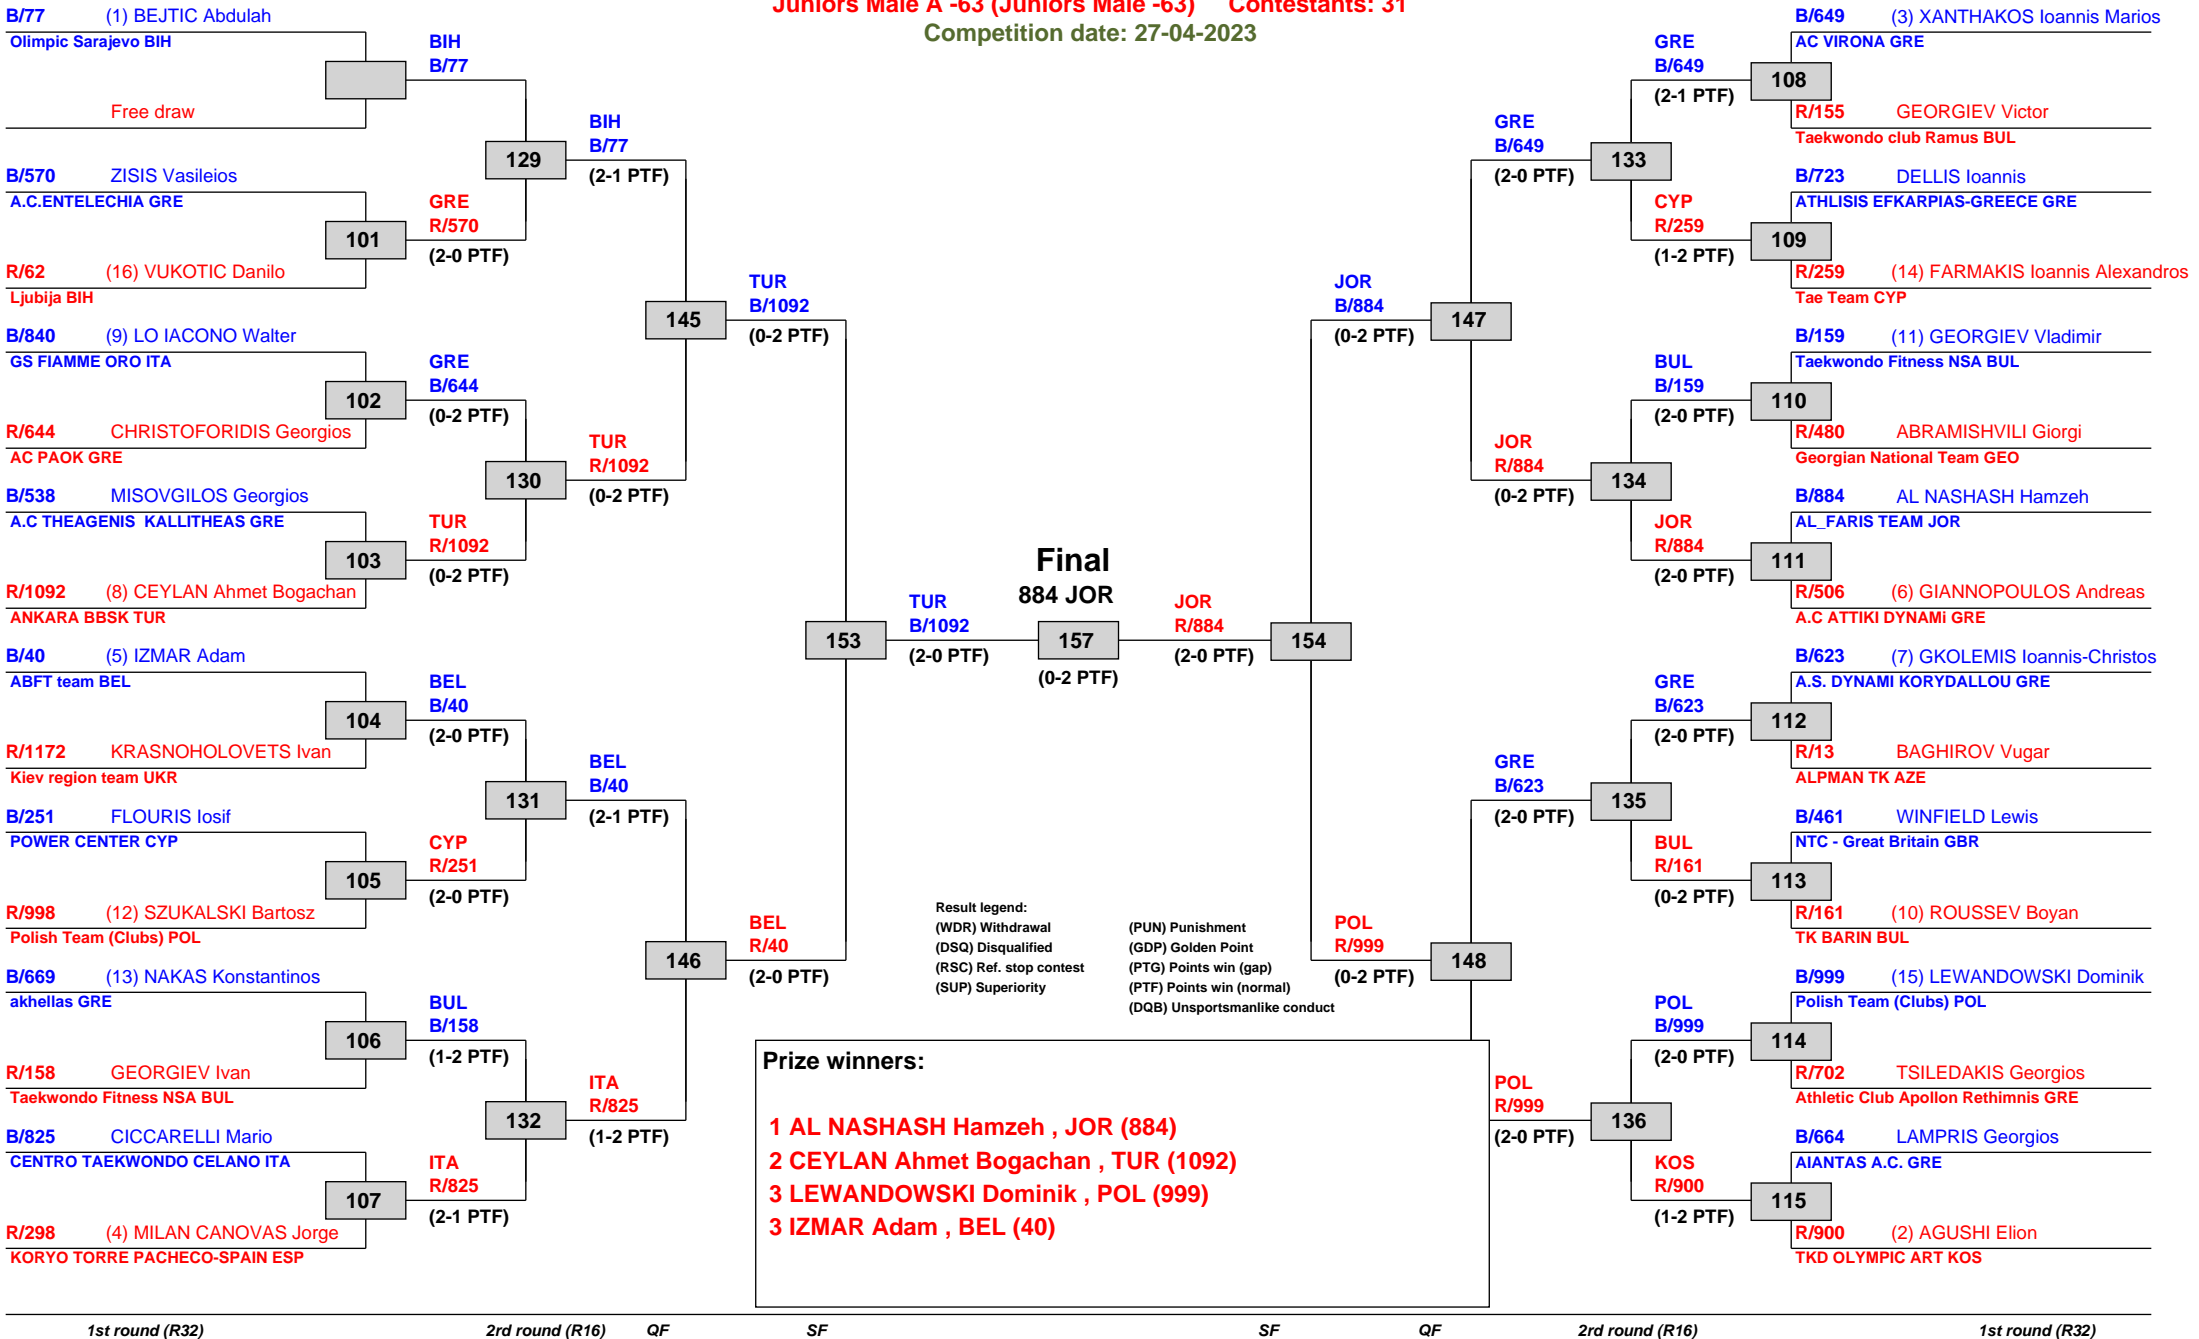 Juniors Male A -63 (Juniors Male -63) Contestants: 31
Competition date: 27-04-2023
B/77 (1) BEJTIC Abdulah
Olimpic Sarajevo BIH
Free draw
B/570 ZISIS Vasileios
A.C.ENTELECHIA GRE
101
R/62 (16) VUKOTIC Danilo
Ljubija BIH
B/840 (9) LO IACONO Walter
GS FIAMME ORO ITA
102
R/644 CHRISTOFORIDIS Georgios
AC PAOK GRE
B/538 MISOVGILOS Georgios
A.C THEAGENIS KALLITHEAS GRE
103
R/1092 (8) CEYLAN Ahmet Bogachan
ANKARA BBSK TUR
B/40 (5) IZMAR Adam
ABFT team BEL
104
R/1172 KRASNOHOLOVETS Ivan
Kiev region team UKR
B/251 FLOURIS Iosif
POWER CENTER CYP
105
R/998 (12) SZUKALSKI Bartosz
Polish Team (Clubs) POL
B/669 (13) NAKAS Konstantinos
akhellas GRE
106
R/158 GEORGIEV Ivan
Taekwondo Fitness NSA BUL
B/825 CICCARELLI Mario
CENTRO TAEKWONDO CELANO ITA
107
R/298 (4) MILAN CANOVAS Jorge
KORYO TORRE PACHECO-SPAIN ESP
BIH
B/77
129
GRE
R/570
(2-0 PTF)
GRE
B/644
(0-2 PTF)
130
TUR
R/1092
(0-2 PTF)
BEL
B/40
(2-0 PTF)
131
CYP
R/251
(2-0 PTF)
BUL
B/158
(1-2 PTF)
132
ITA
R/825
(2-1 PTF)
BIH
B/77
(2-1 PTF)
145
TUR
R/1092
(0-2 PTF)
BEL
B/40
(2-1 PTF)
146
ITA
R/825
(1-2 PTF)
TUR
B/1092
(0-2 PTF)
153
BEL
R/40
(2-0 PTF)
TUR
B/1092
(2-0 PTF)
Final
884 JOR
157
(0-2 PTF)
JOR
R/884
(2-0 PTF)
154
JOR
B/884
(0-2 PTF)
POL
R/999
(0-2 PTF)
147
148
GRE
B/649
(2-0 PTF)
JOR
R/884
(0-2 PTF)
GRE
B/623
(2-0 PTF)
POL
R/999
(2-0 PTF)
133
134
135
136
GRE
B/649
(2-1 PTF)
CYP
R/259
(1-2 PTF)
BUL
B/159
(2-0 PTF)
JOR
R/884
(2-0 PTF)
GRE
B/623
(2-0 PTF)
BUL
R/161
(0-2 PTF)
POL
B/999
(2-0 PTF)
KOS
R/900
(1-2 PTF)
B/649 (3) XANTHAKOS Ioannis Marios
AC VIRONA GRE
108
R/155 GEORGIEV Victor
Taekwondo club Ramus BUL
B/723 DELLIS Ioannis
ATHLISIS EFKARPIAS-GREECE GRE
109
R/259 (14) FARMAKIS Ioannis Alexandros
Tae Team CYP
B/159 (11) GEORGIEV Vladimir
Taekwondo Fitness NSA BUL
110
R/480 ABRAMISHVILI Giorgi
Georgian National Team GEO
B/884 AL NASHASH Hamzeh
AL_FARIS TEAM JOR
111
R/506 (6) GIANNOPOULOS Andreas
A.C ATTIKI DYNAMi GRE
B/623 (7) GKOLEMIS Ioannis-Christos
A.S. DYNAMI KORYDALLOU GRE
112
R/13 BAGHIROV Vugar
ALPMAN TK AZE
B/461 WINFIELD Lewis
NTC - Great Britain GBR
113
R/161 (10) ROUSSEV Boyan
TK BARIN BUL
B/999 (15) LEWANDOWSKI Dominik
Polish Team (Clubs) POL
114
R/702 TSILEDAKIS Georgios
Athletic Club Apollon Rethimnis GRE
B/664 LAMPRIS Georgios
AIANTAS A.C. GRE
115
R/900 (2) AGUSHI Elion
TKD OLYMPIC ART KOS
Result legend:
(WDR) Withdrawal (PUN) Punishment
(DSQ) Disqualified (GDP) Golden Point
(RSC) Ref. stop contest (PTG) Points win (gap)
(SUP) Superiority (PTF) Points win (normal)
(DQB) Unsportsmanlike conduct
Prize winners:
1 AL NASHASH Hamzeh , JOR (884)
2 CEYLAN Ahmet Bogachan , TUR (1092)
3 LEWANDOWSKI Dominik , POL (999)
3 IZMAR Adam , BEL (40)
1st round (R32) 2rd round (R16) QF SF SF QF 2rd round (R16) 1st round (R32)